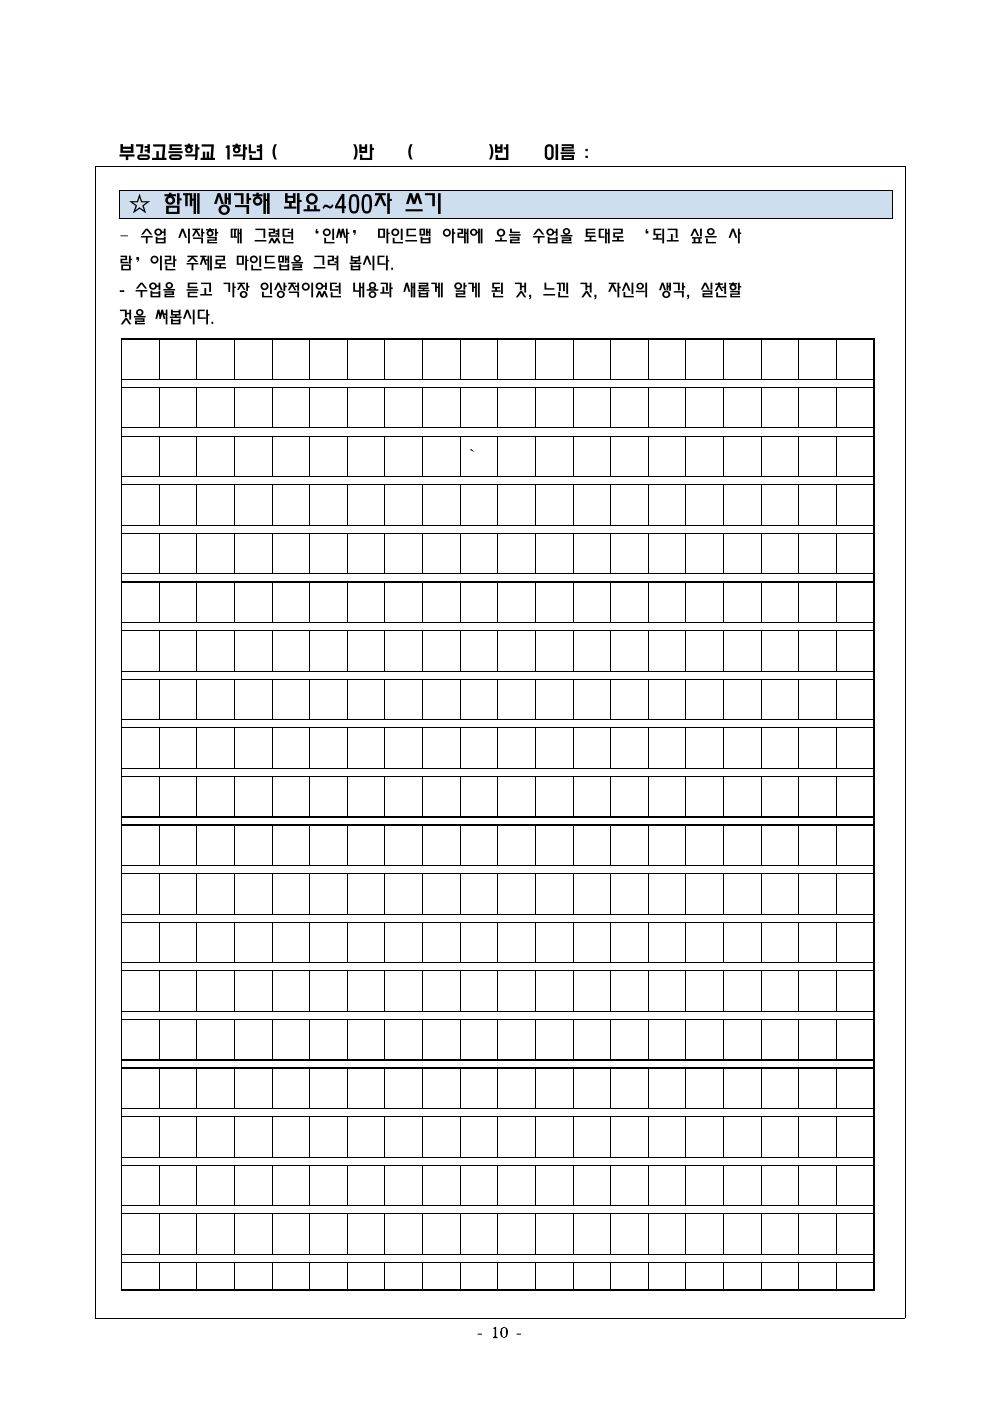 부경고등학교 1학년 (        )반    (        )번    이름 :
☆ 함께 생각해 봐요~400자 쓰기
- 수업 시작할 때 그렸던 ‘인싸’ 마인드맵 아래에 오늘 수업을 토대로 ‘되고 싶은 사
람’이란 주제로 마인드맵을 그려 봅시다.
- 수업을 듣고 가장 인상적이었던 내용과 새롭게 알게 된 것, 느낀 것, 자신의 생각, 실천할
것을 써봅시다.
`
- 10 -